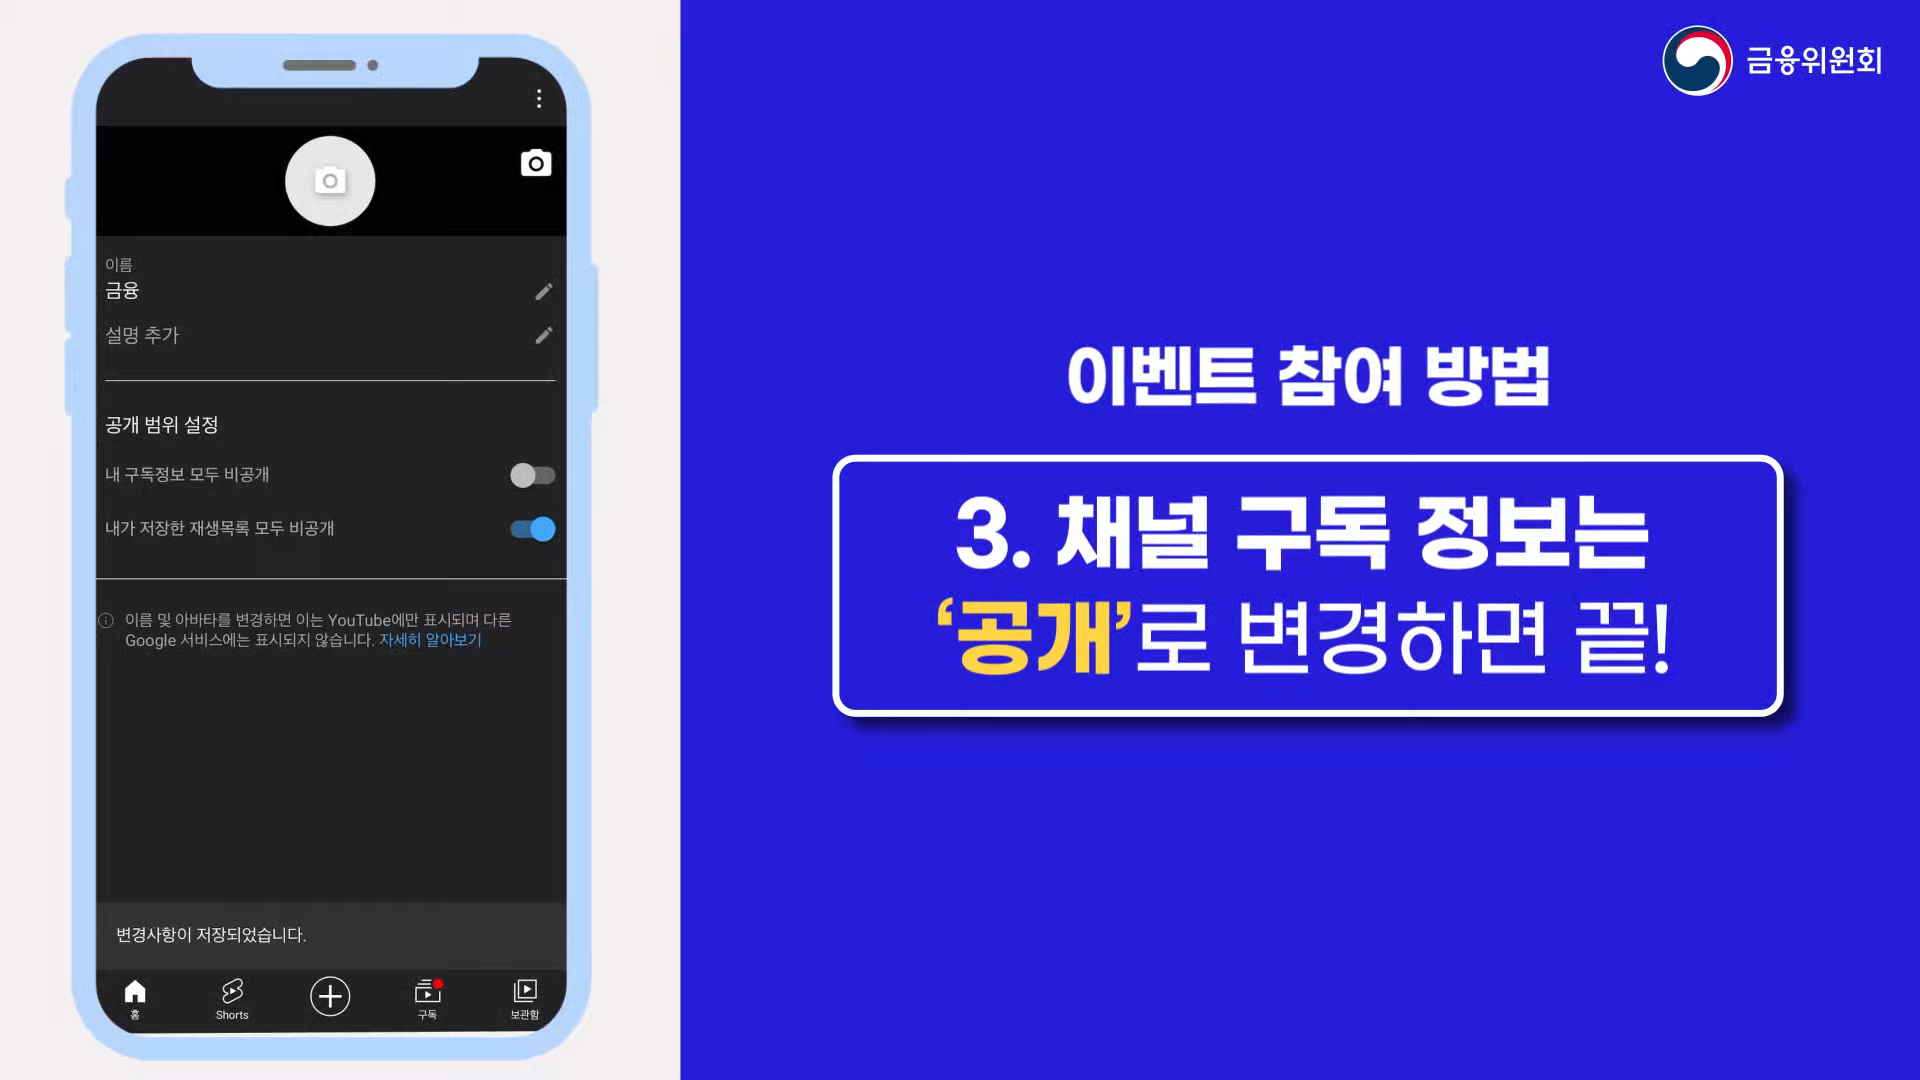 금융위원회
이름
금융
설명 추가
공개 범위 설정
내 구독정보 모두 비공개
내가 저장한 재생목록 모두 비공개
이름 및 아바타를 변경하면 이는 YouTube에만 표시되며 다른
Google 서비스에는 표시되지 않습니다. 자세히 알아보기
변경사항이 저장되었습니다.
홈
Shorts
구독
보관함
이벤트 참여 방법
3. 채널 구독 정보는
‘공개’로 변경하면 끝!